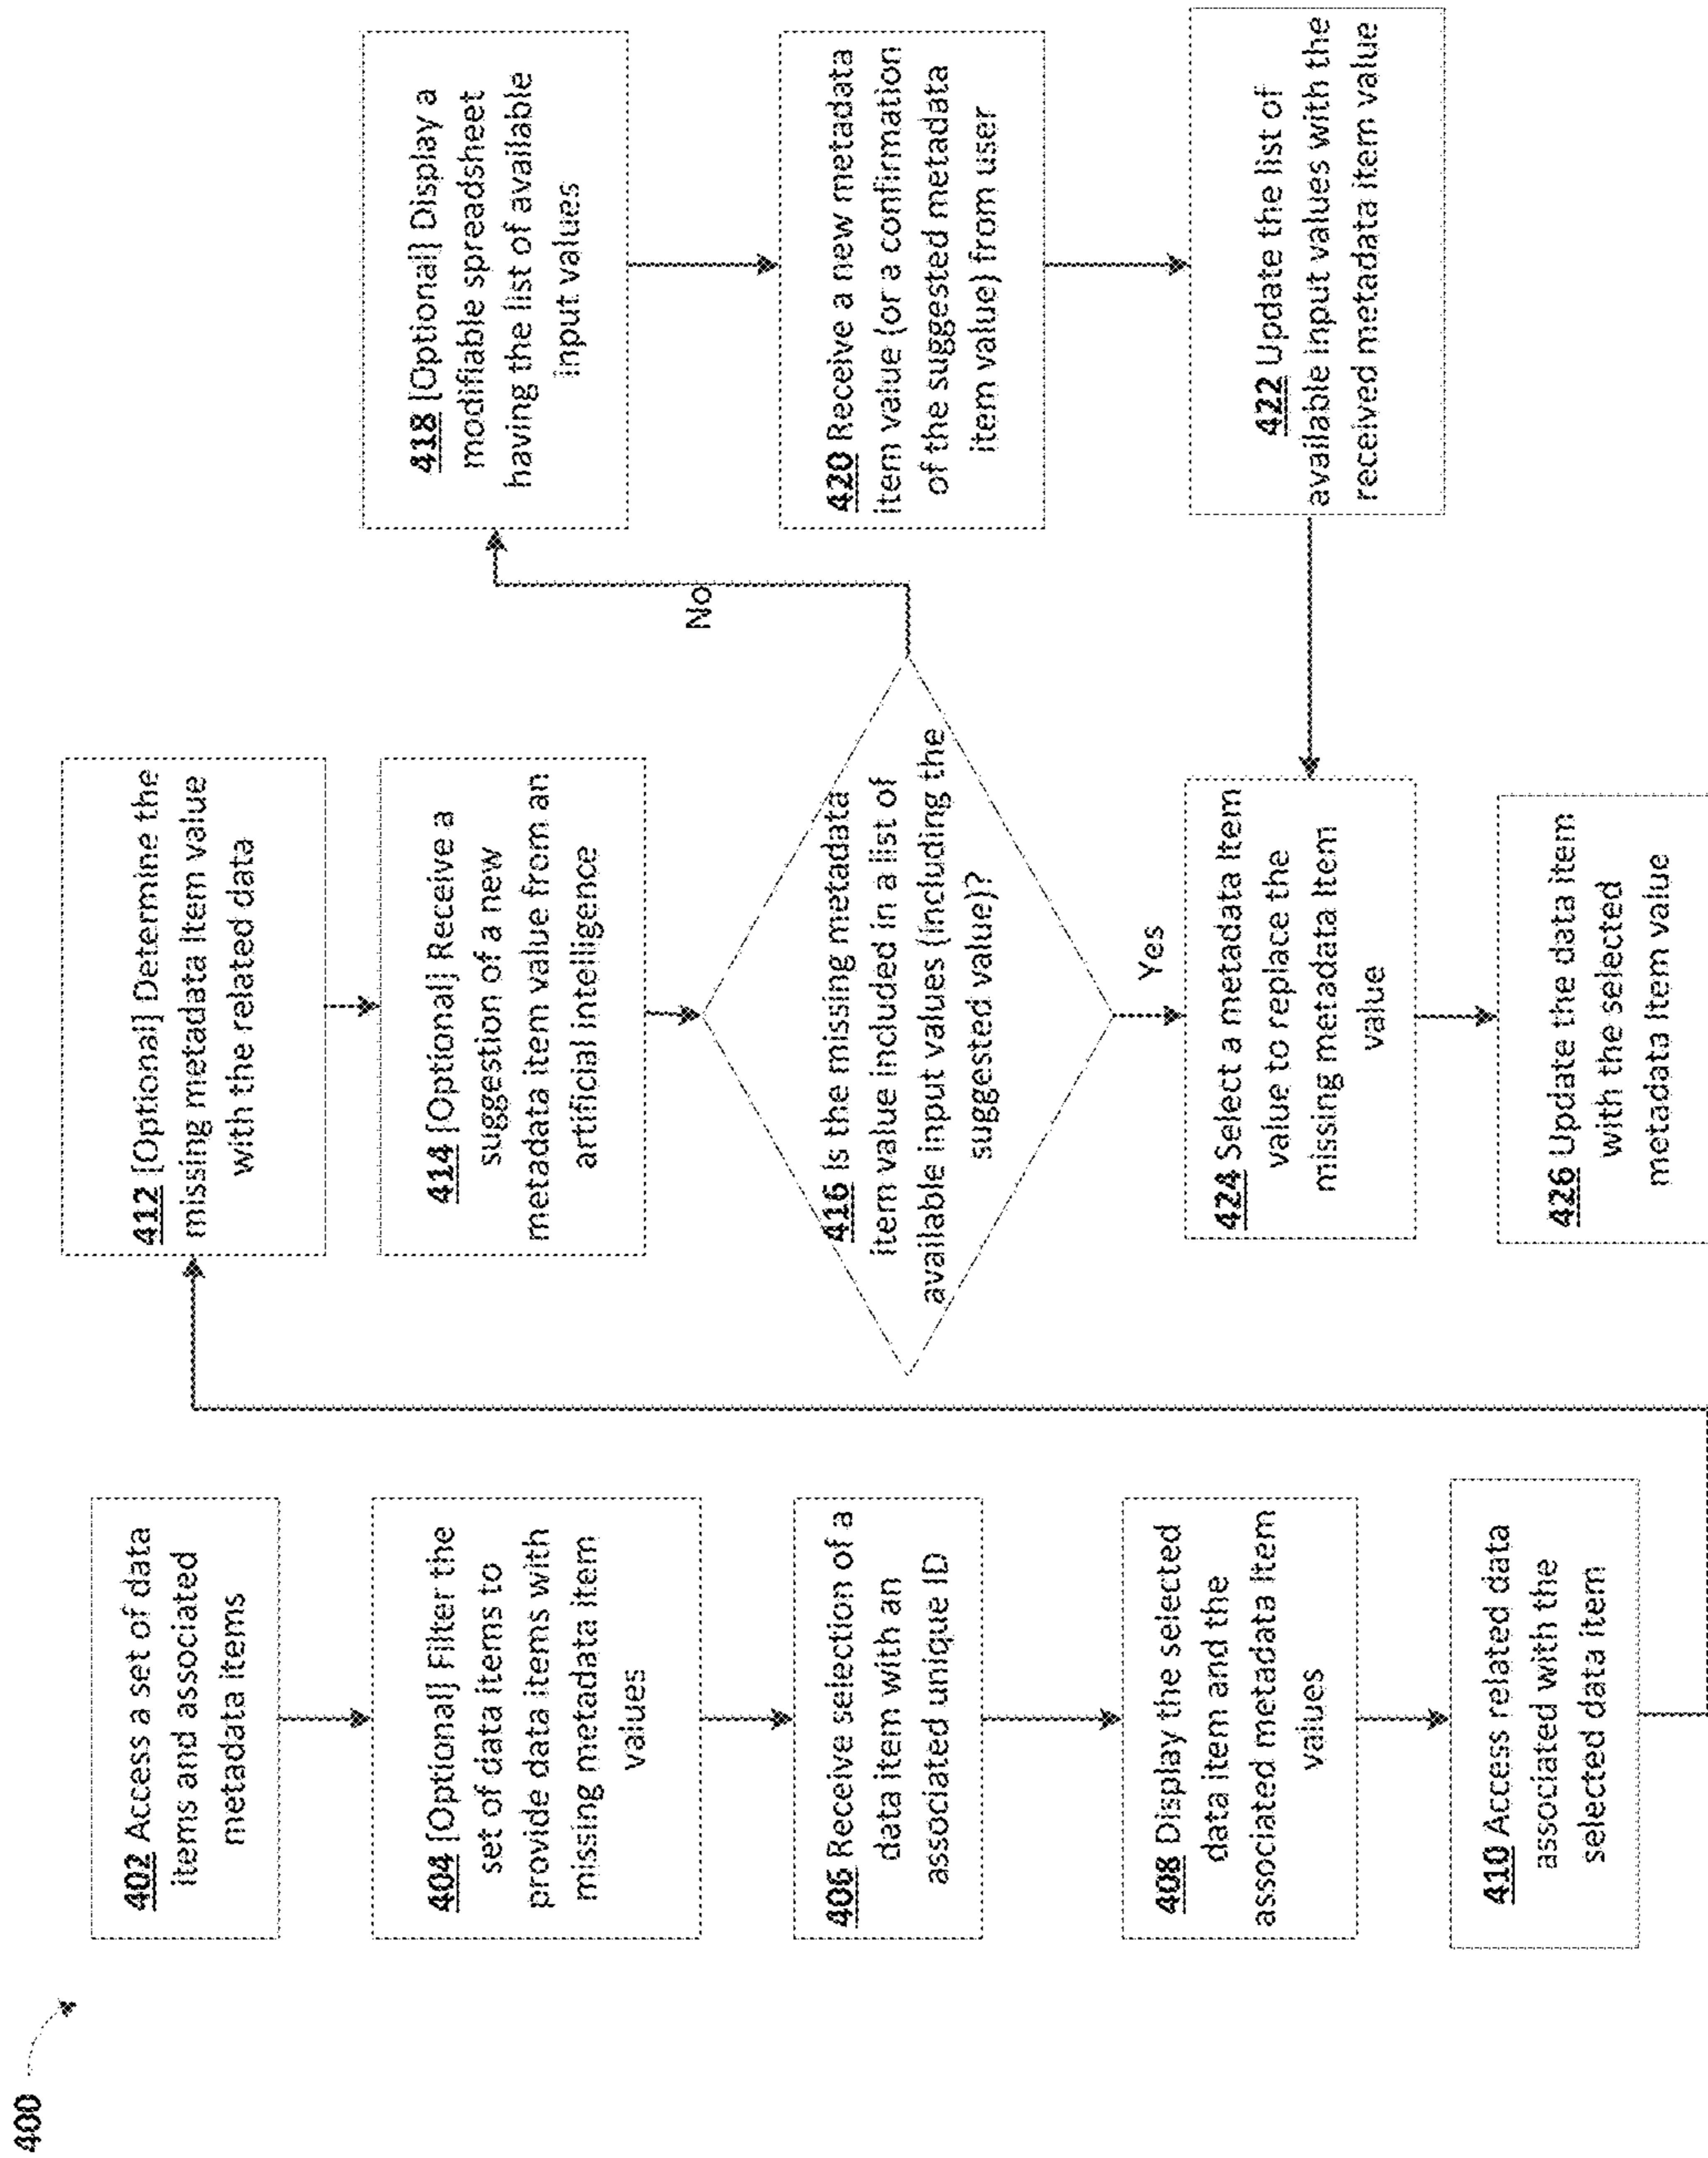 400
402 Access a set of data
items and associated
metadata items
404 [Optional] Filter the
set of data items to
provide data items with
missing metadata item
values
406 Receive selection of a
data item with an
associated unique ID
408 Display the selected
data item and the
associated metadata item
values
410 Access related data
associated with the
selected data item
412 [Optional] Determine the
missing metadata item value
with the related data
414 [Optional] Receive a
suggestion of a new
metadata item value from an
artificial intelligence
416 Is the missing metadata
item value included in a list of
available input values (including the
suggested value)?
No
418 [Optional] Display a
modifiable spreadsheet
having the list of available
input values
420 Receive a new metadata
item value (or a confirmation
of the suggested metadata
item value) from user
422 Update the list of
available input values with the
received metadata item value
Yes
424 Select a metadata item
value to replace the
missing metadata item
value
426 Update the data item
with the selected
metadata item value